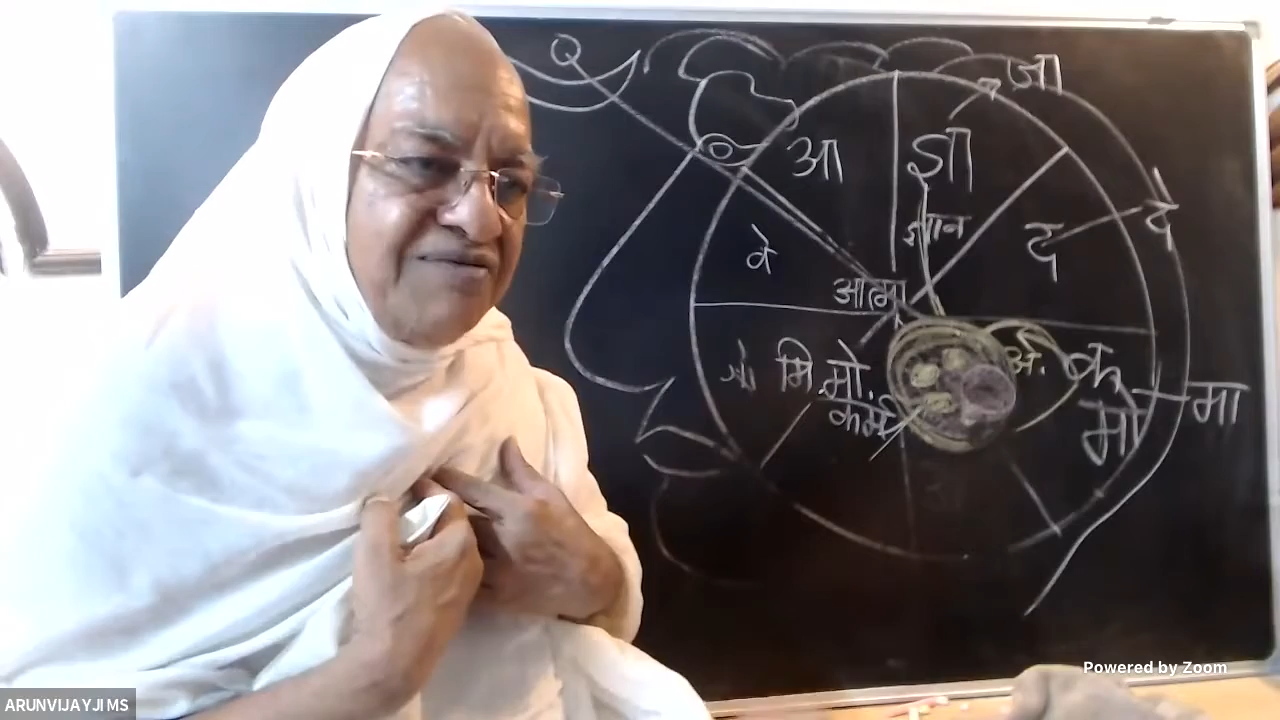 जा
आ
ज्ञा
ज्ञान
द
दे
वे
आत्मा
मि.
मो.
अं.
क
मा
कर्म
मो
Powered by Zoom
ARUNVIJAYJI MS